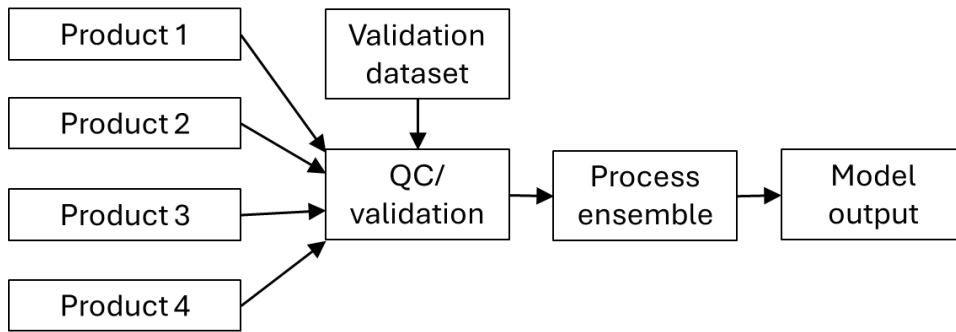 Product 1
Product 2
Product 3
Product 4
Validation
dataset
QC/
validation
Process
ensemble
Model
output